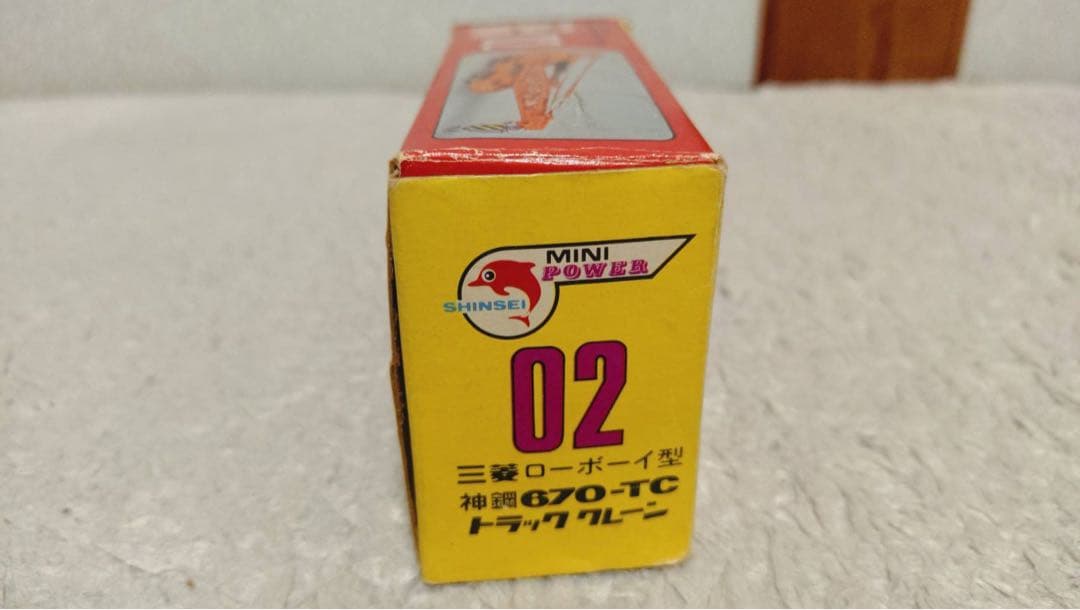 MINI
POWER
SHINSEI
02
三菱ローボーイ型
神鋼670-TC
トラッククレーン